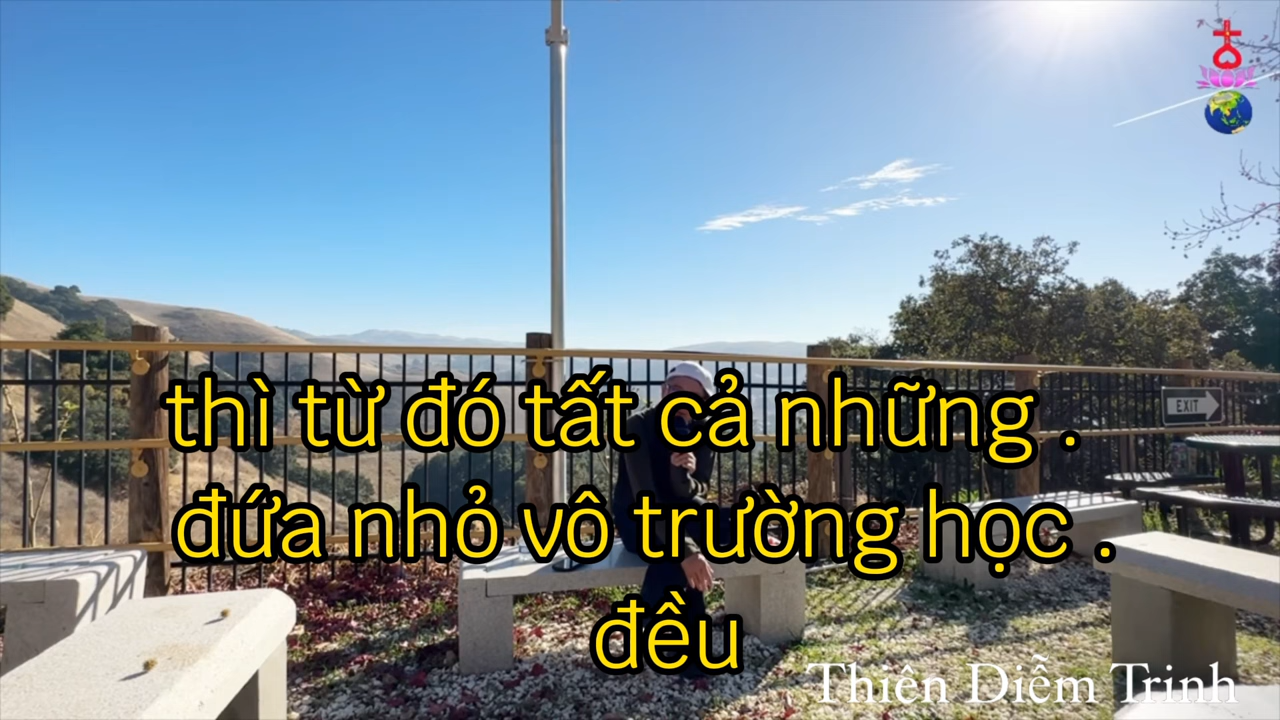 EXIT
thì từ đó tất cả những .
đứa nhỏ vô trường học .
đều
Thiên Diễm Trinh